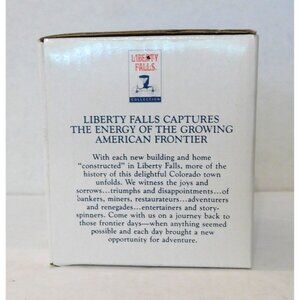 LIBERTY
FALLS
COLLECTION
LIBERTY FALLS CAPTURES
THE ENERGY OF THE GROWING
AMERICAN FRONTIER
With each new building and home
"constructed" in Liberty Falls, more of the
history of this delightful Colorado town
unfolds. We witness the joys and
sorrows...triumphs and disappointments...of
bankers, miners, restaurateurs...adventurers
and renegades...entertainers and story-
spinners. Come with us on a journey back to
those frontier days—when anything seemed
possible and each day brought a new
opportunity for adventure.